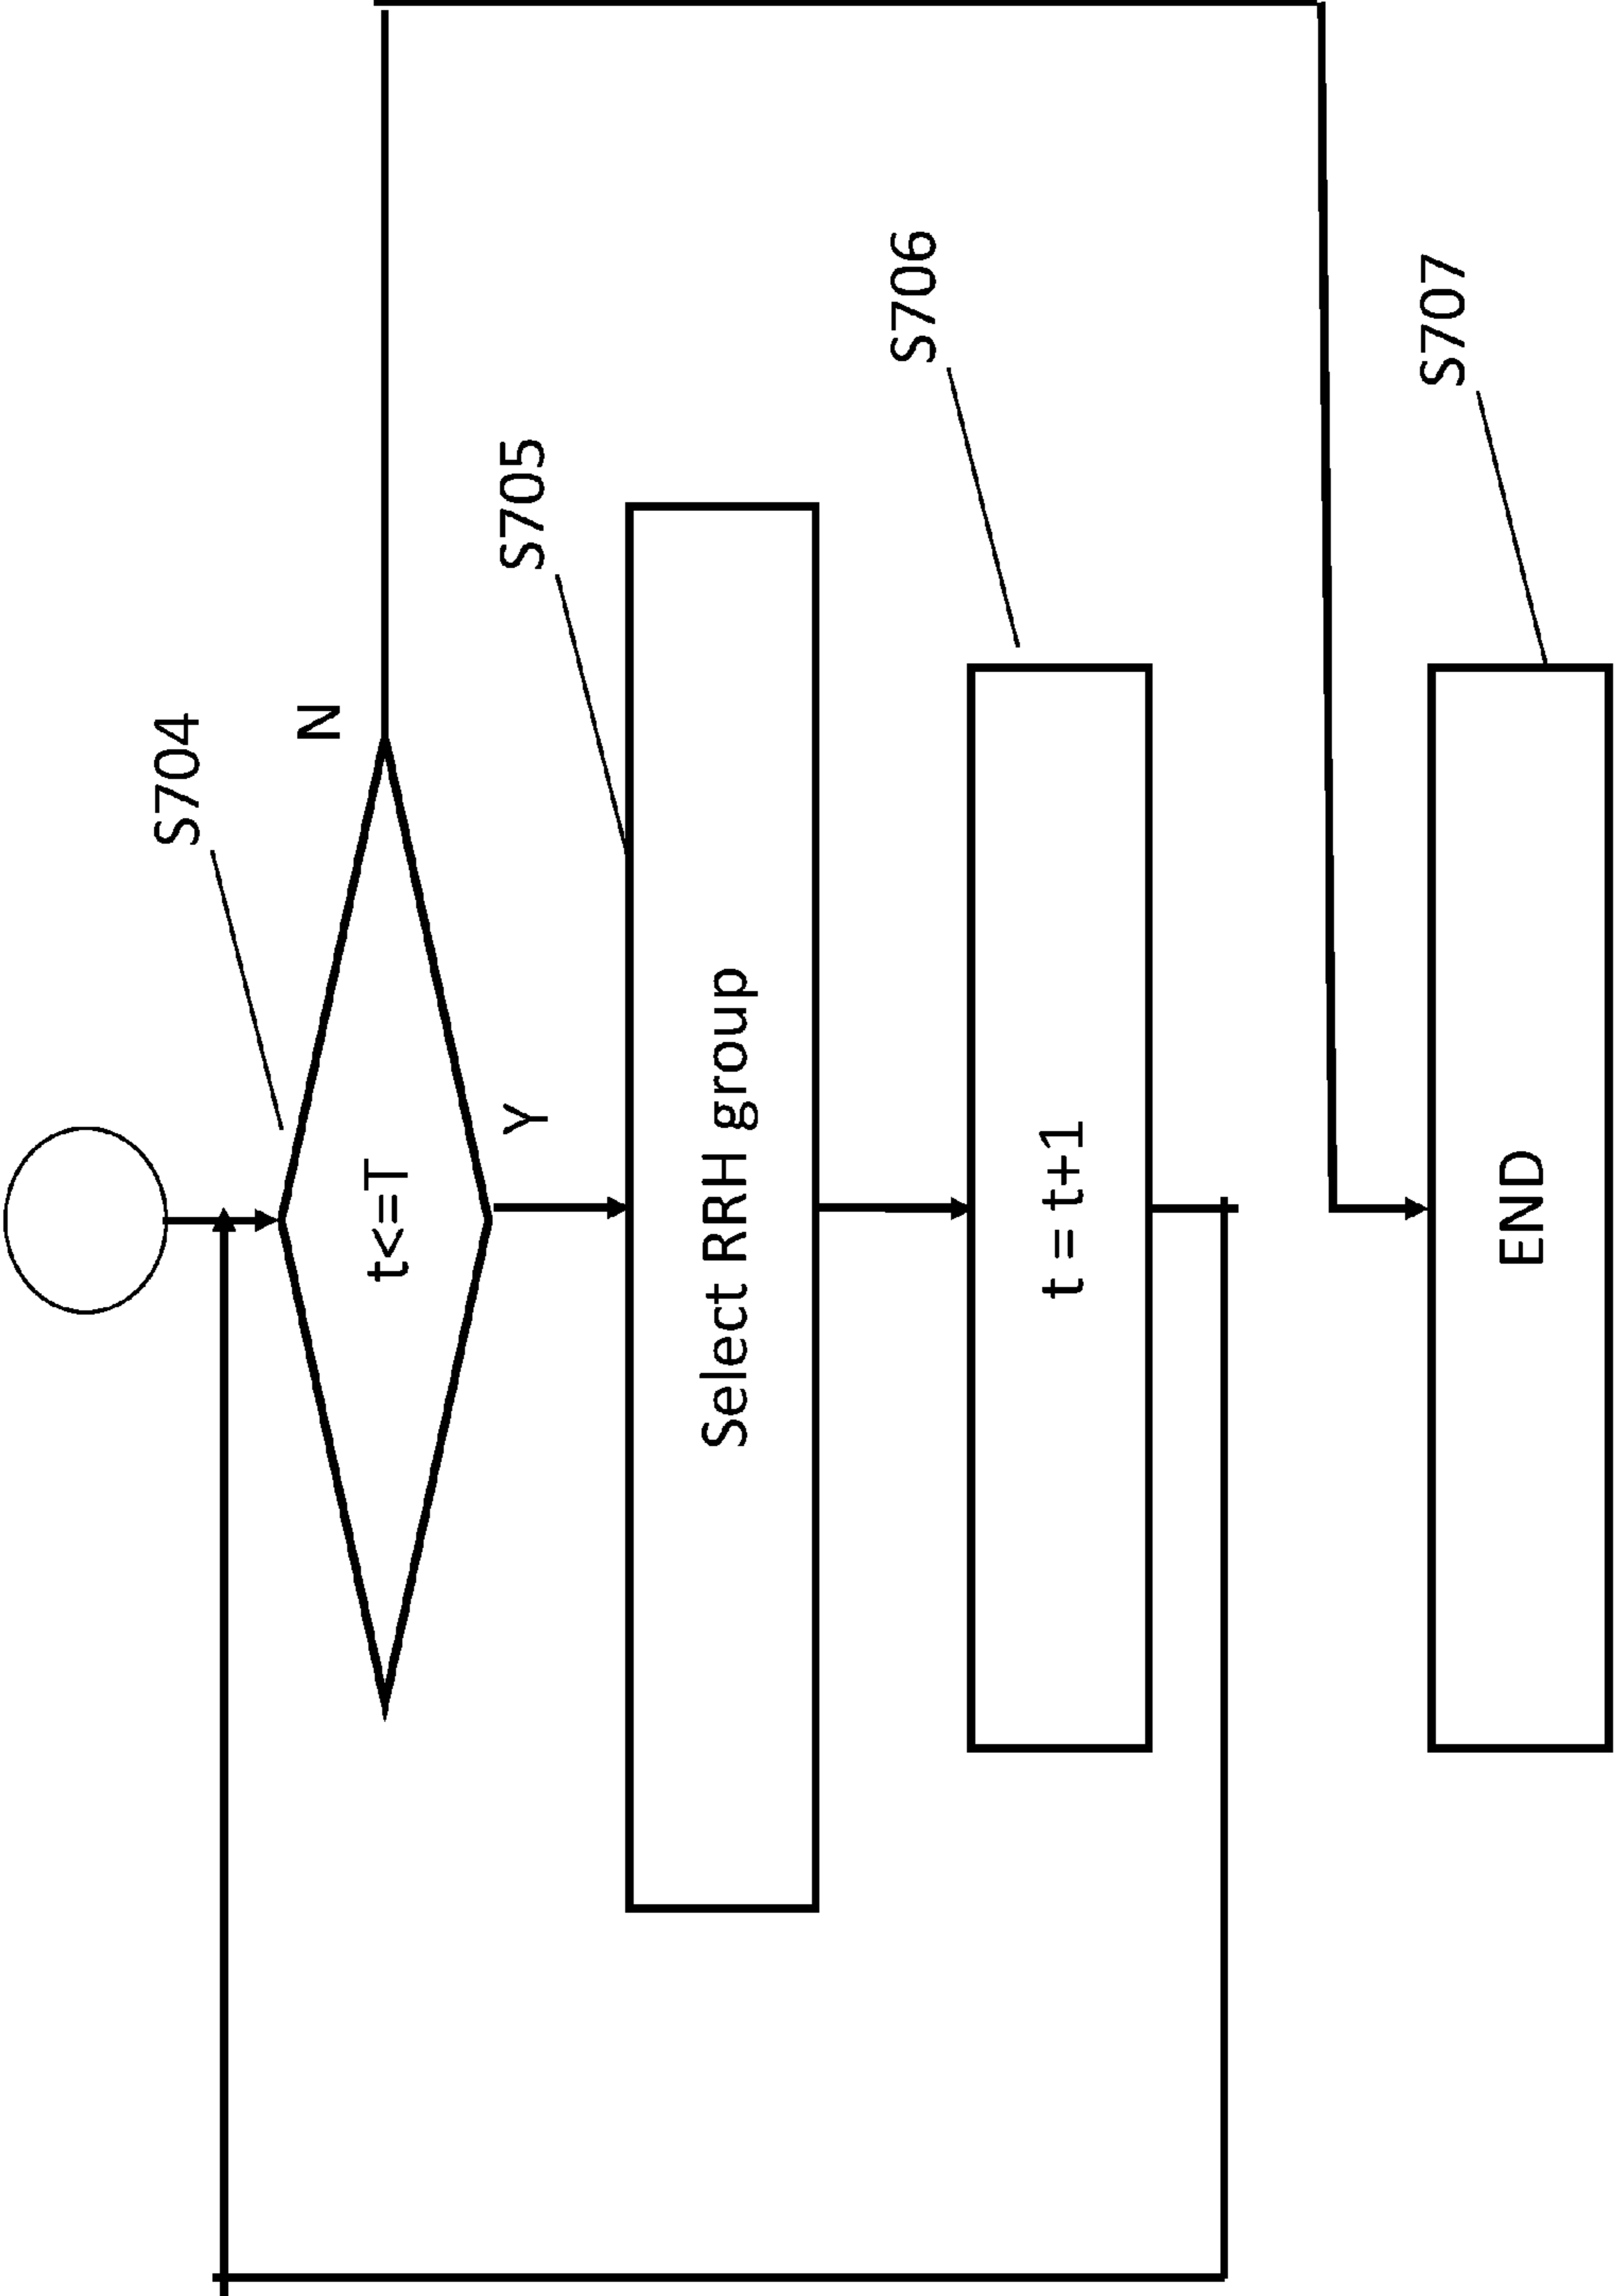 S704
t<=T
N
Y
S705
Select RRH group
S706
t = t+1
S707
END